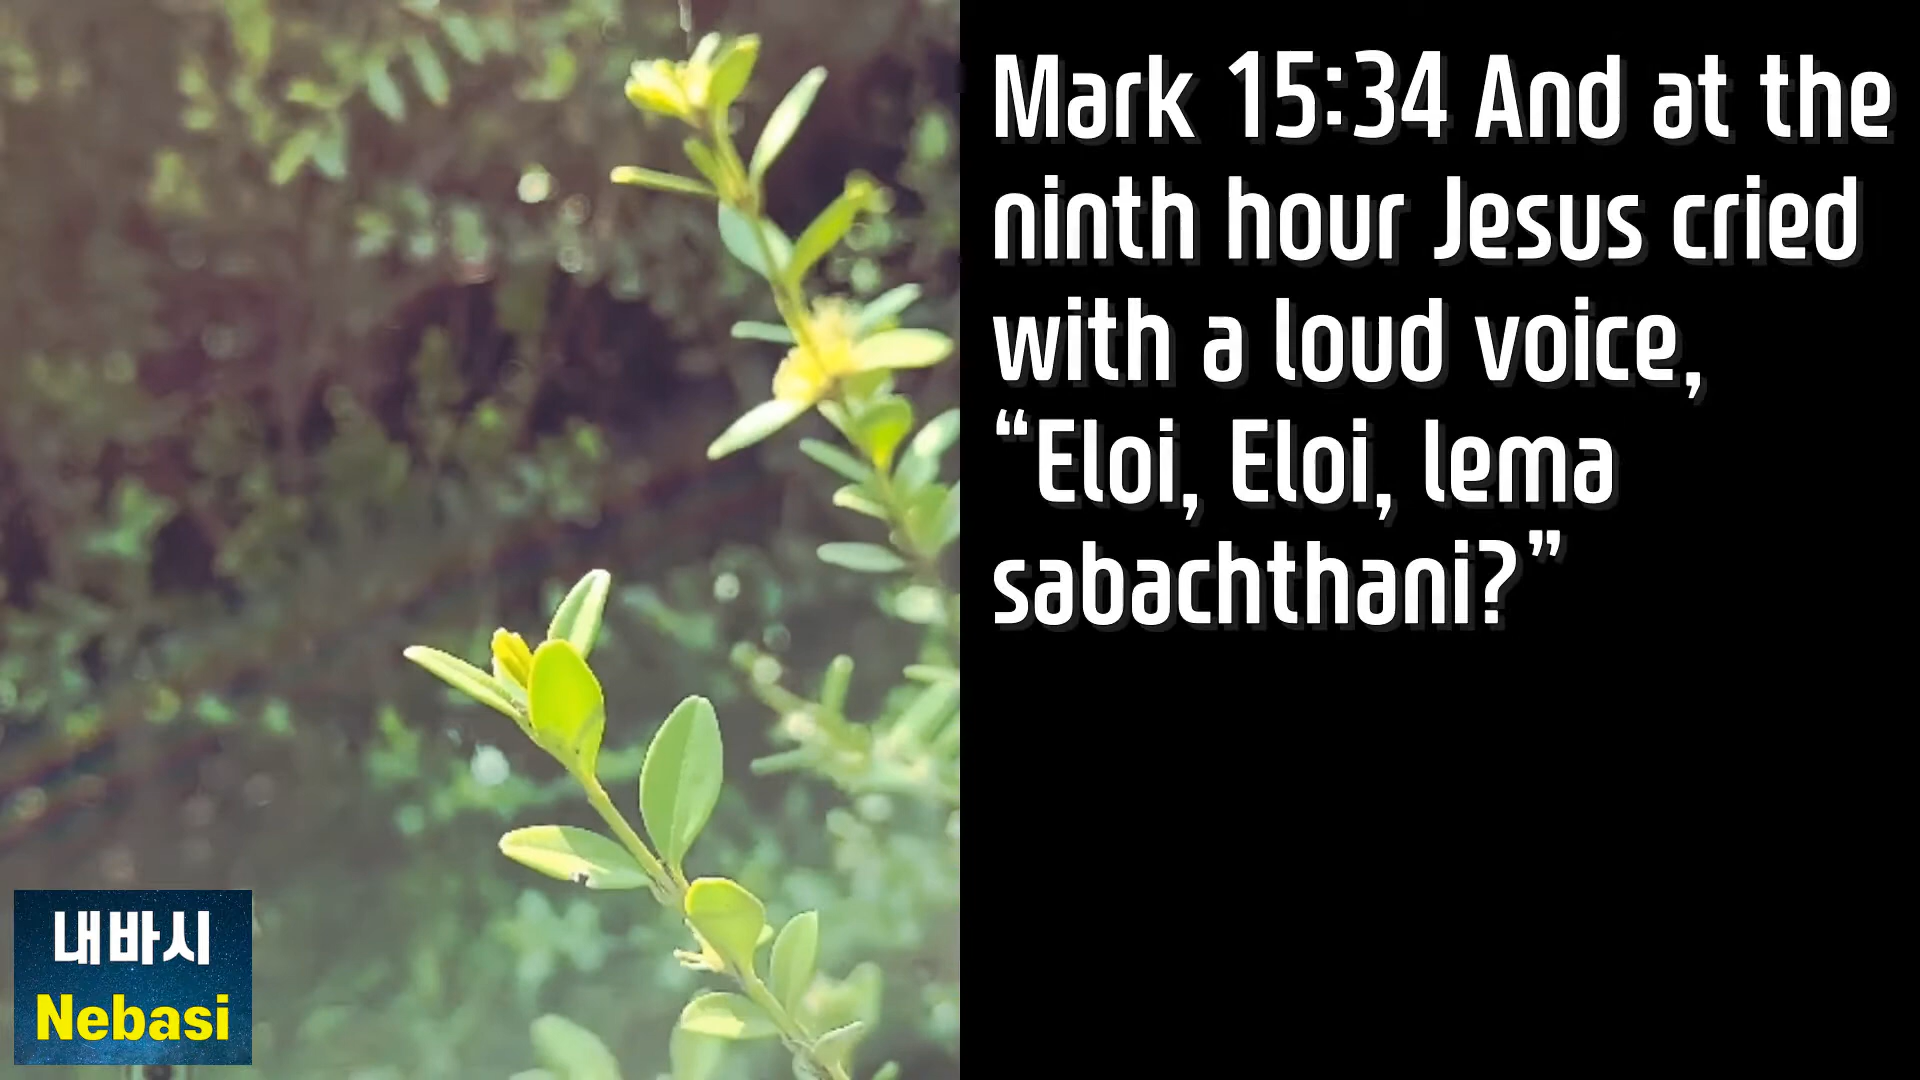 Mark 15:34 And at the
ninth hour Jesus cried
with a loud voice,
“Eloi, Eloi, lema
sabachthani?”
내바시
Nebasi